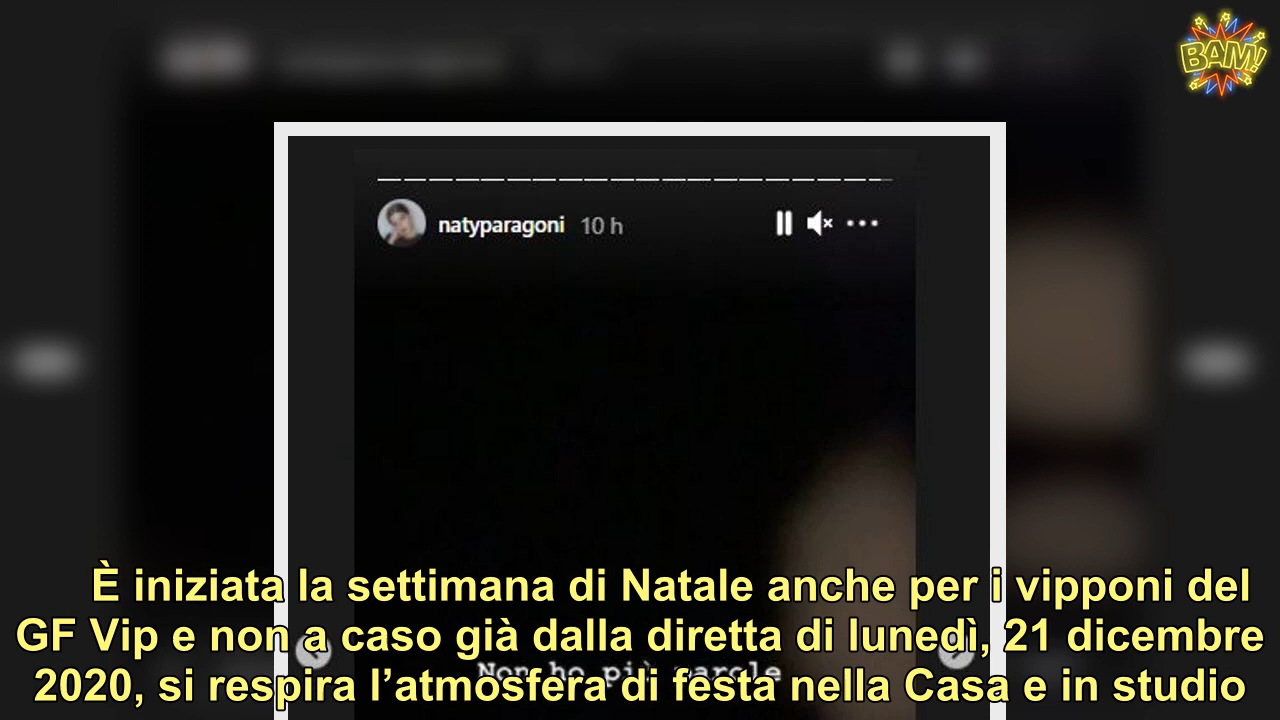 BAM!
natyparagoni 10 h
È iniziata la settimana di Natale anche per i vipponi del
GF Vip e non a caso già dalla diretta di lunedì, 21 dicembre
Non ho più parole
2020, si respira l’atmosfera di festa nella Casa e in studio